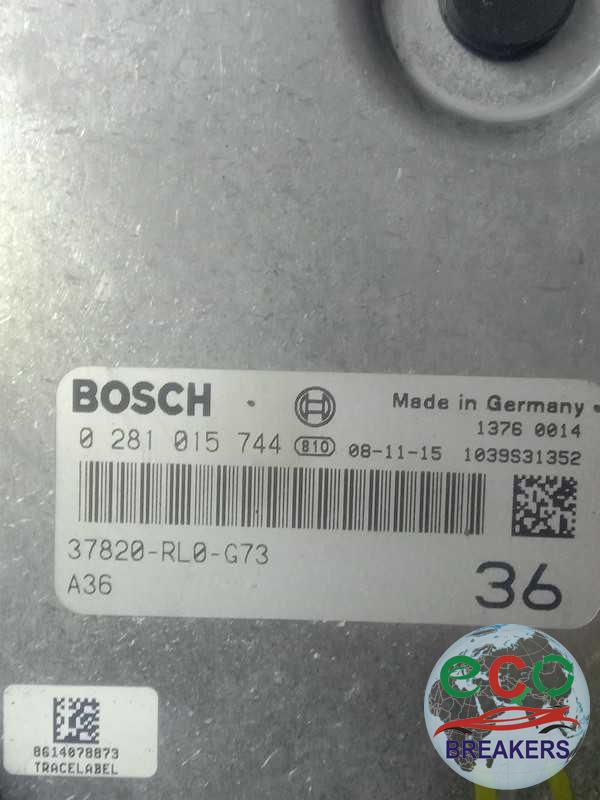 BOSCH Made in Germany
1376 0014
0 281 015 744 810 08-11-15 1039S31352
37820-RL0-G73
A36 36
8614078873
TRACELABEL
eco
BREAKERS